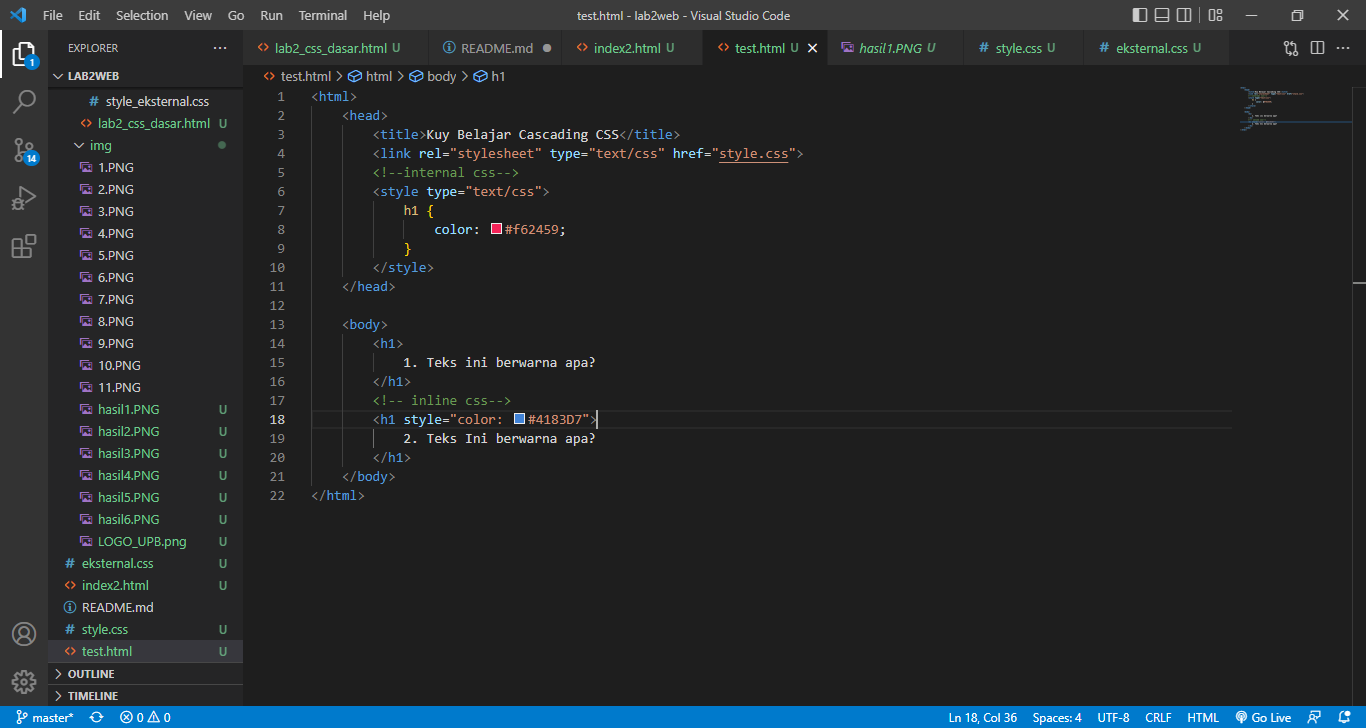 File Edit Selection View Go Run Terminal Help test.html - lab2web - Visual Studio Code
EXPLORER ...
1
14
LAB2WEB
# style_eksternal.css
<> lab2_css_dasar.html U
img
1.PNG
2.PNG
3.PNG
4.PNG
5.PNG
6.PNG
7.PNG
8.PNG
9.PNG
10.PNG
11.PNG
hasil1.PNG U
hasil2.PNG U
hasil3.PNG U
hasil4.PNG U
hasil5.PNG U
hasil6.PNG U
LOGO_UPB.png U
# eksternal.css U
<> index2.html U
README.md
# style.css U
<> test.html U
OUTLINE
TIMELINE
<> lab2_css_dasar.html U README.md <> index2.html U <> test.html U hasil1.PNG U # style.css U # eksternal.css U ...
<> test.html > html > body > h1
1 <html>
2 <head>
3 <title>Kuy Belajar Cascading CSS</title>
4 <link rel="stylesheet" type="text/css" href="style.css">
5 <!--internal css-->
6 <style type="text/css">
7 h1 {
8 color: #f62459;
9 }
10 </style>
11 </head>
12
13 <body>
14 <h1>
15 1. Teks ini berwarna apa?
16 </h1>
17 <!-- inline css-->
18 <h1 style="color: #4183D7">
19 2. Teks Ini berwarna apa?
20 </h1>
21 </body>
22 </html>
master* 0 0 Ln 18, Col 36 Spaces: 4 UTF-8 CRLF HTML Go Live